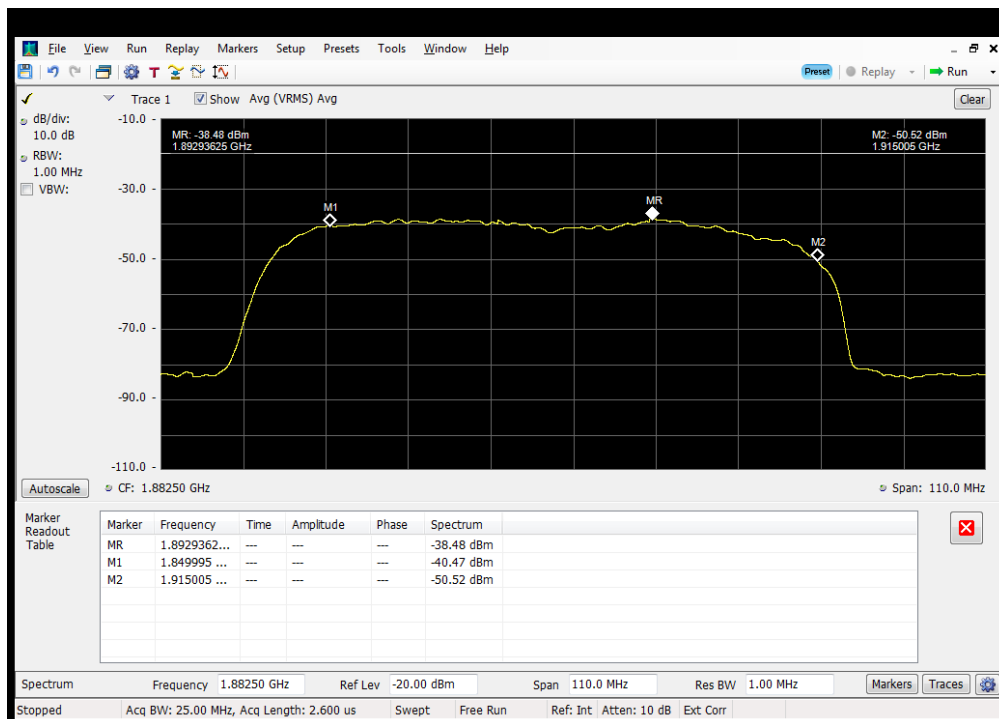 File View Run Replay Markers Setup Presets Tools Window Help
T Preset Replay Run
Trace 1 Show Avg (VRMS) Avg Clear
dB/div:
10.0 dB
RBW:
1.00 MHz
VBW:
-10.0
-30.0
-50.0
-70.0
-90.0
-110.0
MR: -38.48 dBm
1.89293625 GHz
M2: -50.52 dBm
1.915005 GHz
M1
MR
M2
Autoscale CF: 1.88250 GHz Span: 110.0 MHz
Marker
Readout
Table
Marker Frequency Time Amplitude Phase Spectrum
MR 1.8929362... --- --- --- -38.48 dBm
M1 1.849995 ... --- --- --- -40.47 dBm
M2 1.915005 ... --- --- --- -50.52 dBm
Spectrum Frequency 1.88250 GHz Ref Lev -20.00 dBm Span 110.0 MHz Res BW 1.00 MHz Markers Traces
Stopped Acq BW: 25.00 MHz, Acq Length: 2.600 us Swept Free Run Ref: Int Atten: 10 dB Ext Corr